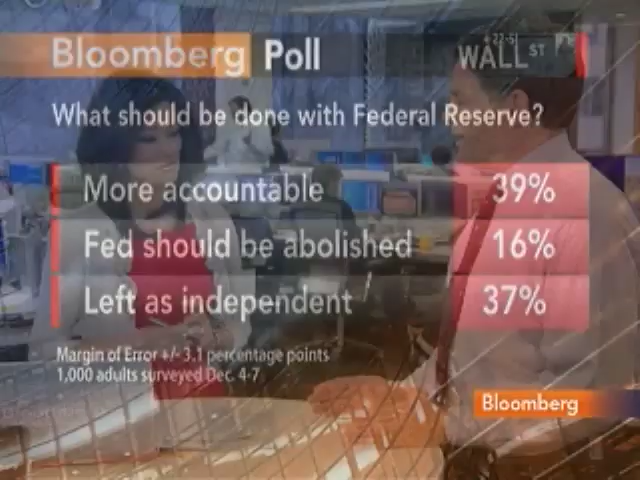 Bloomberg Poll
+22.51
WALL ST
What should be done with Federal Reserve?
More accountable 39%
Fed should be abolished 16%
Left as independent 37%
Margin of Error +/- 3.1 percentage points
1,000 adults surveyed Dec. 4-7
Bloomberg